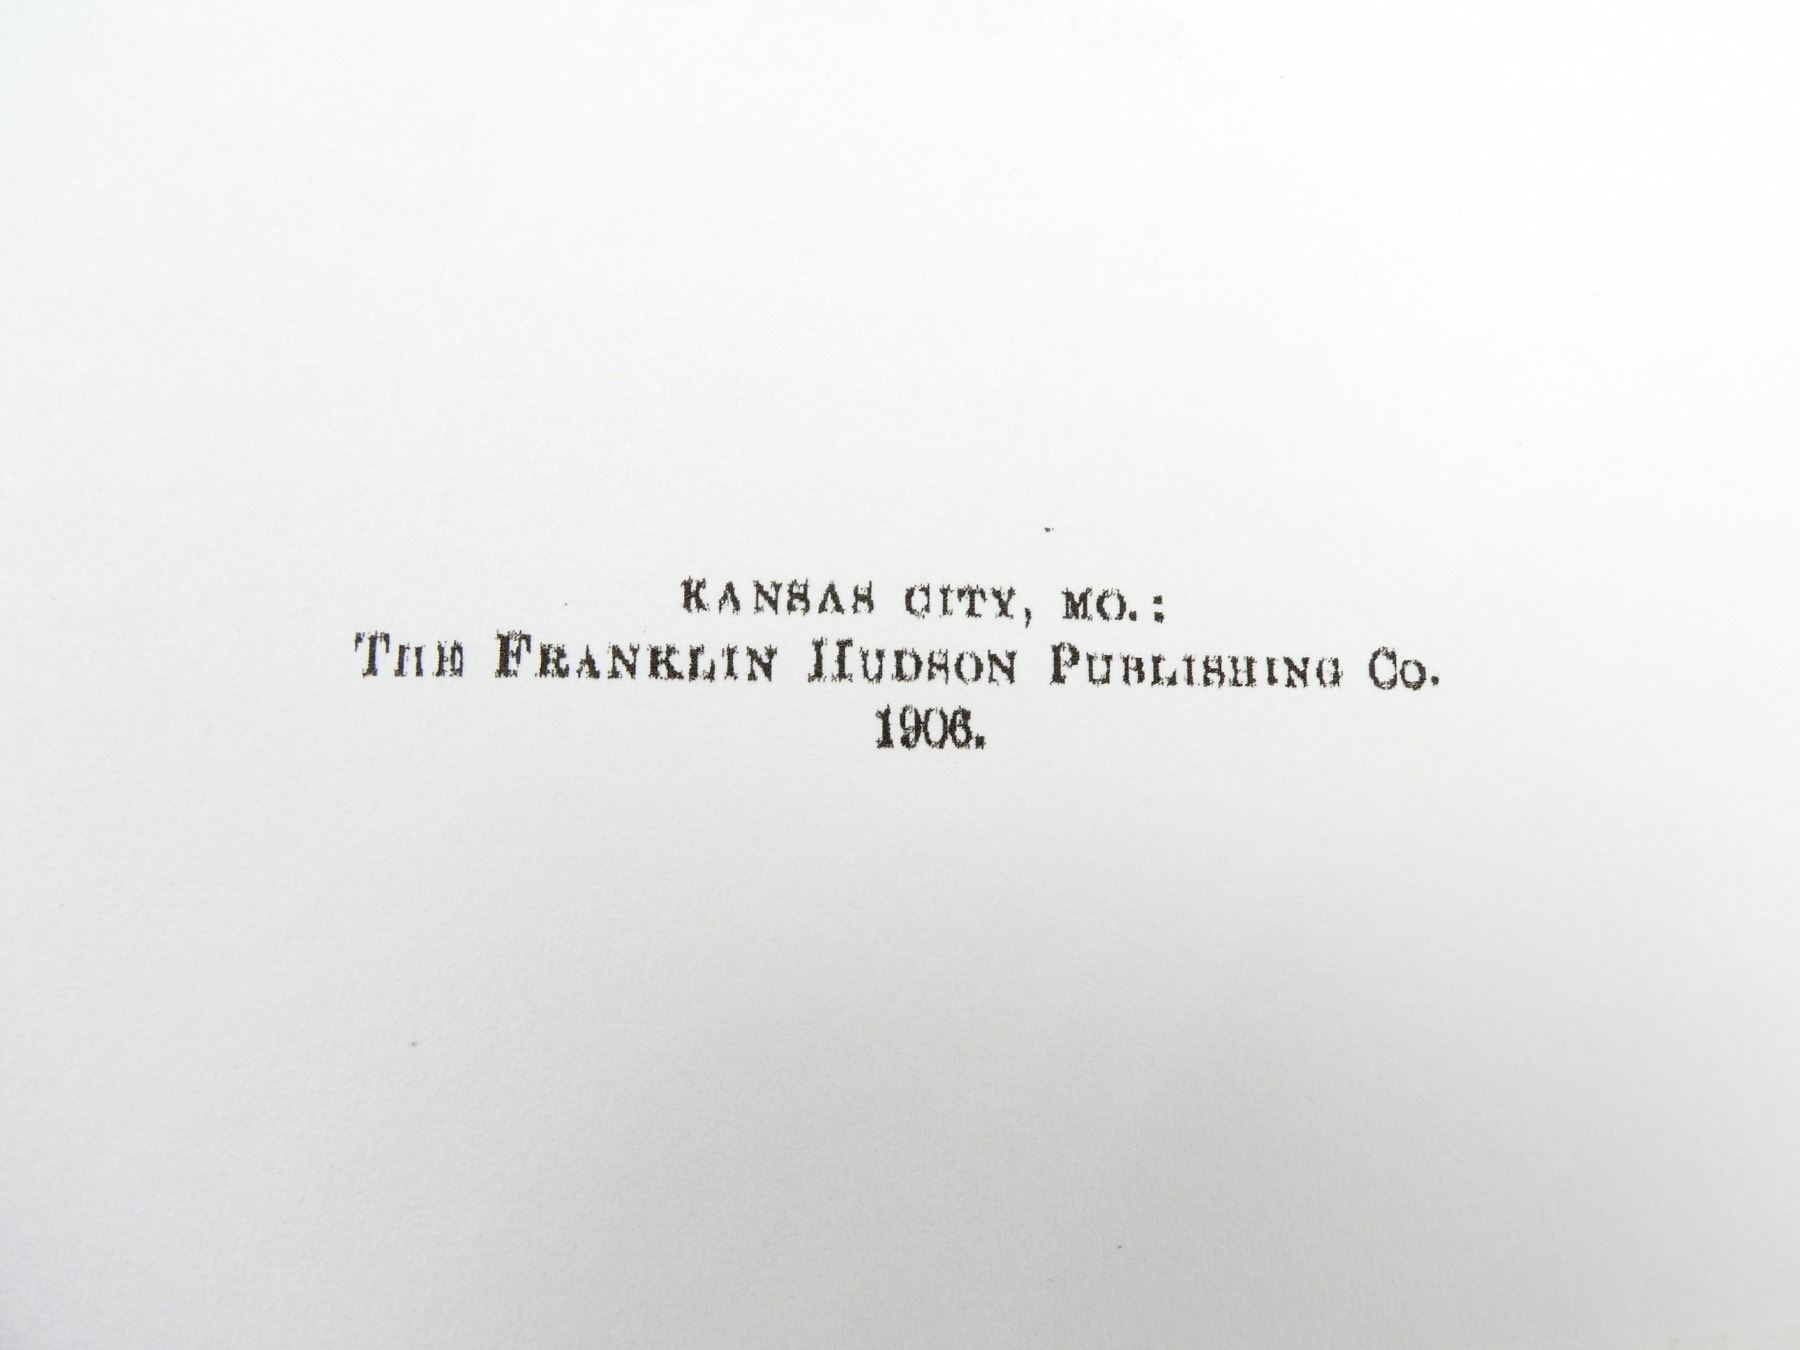 KANSAS CITY, MO.:
THE FRANKLIN HUDSON PUBLISHING CO.
1906.